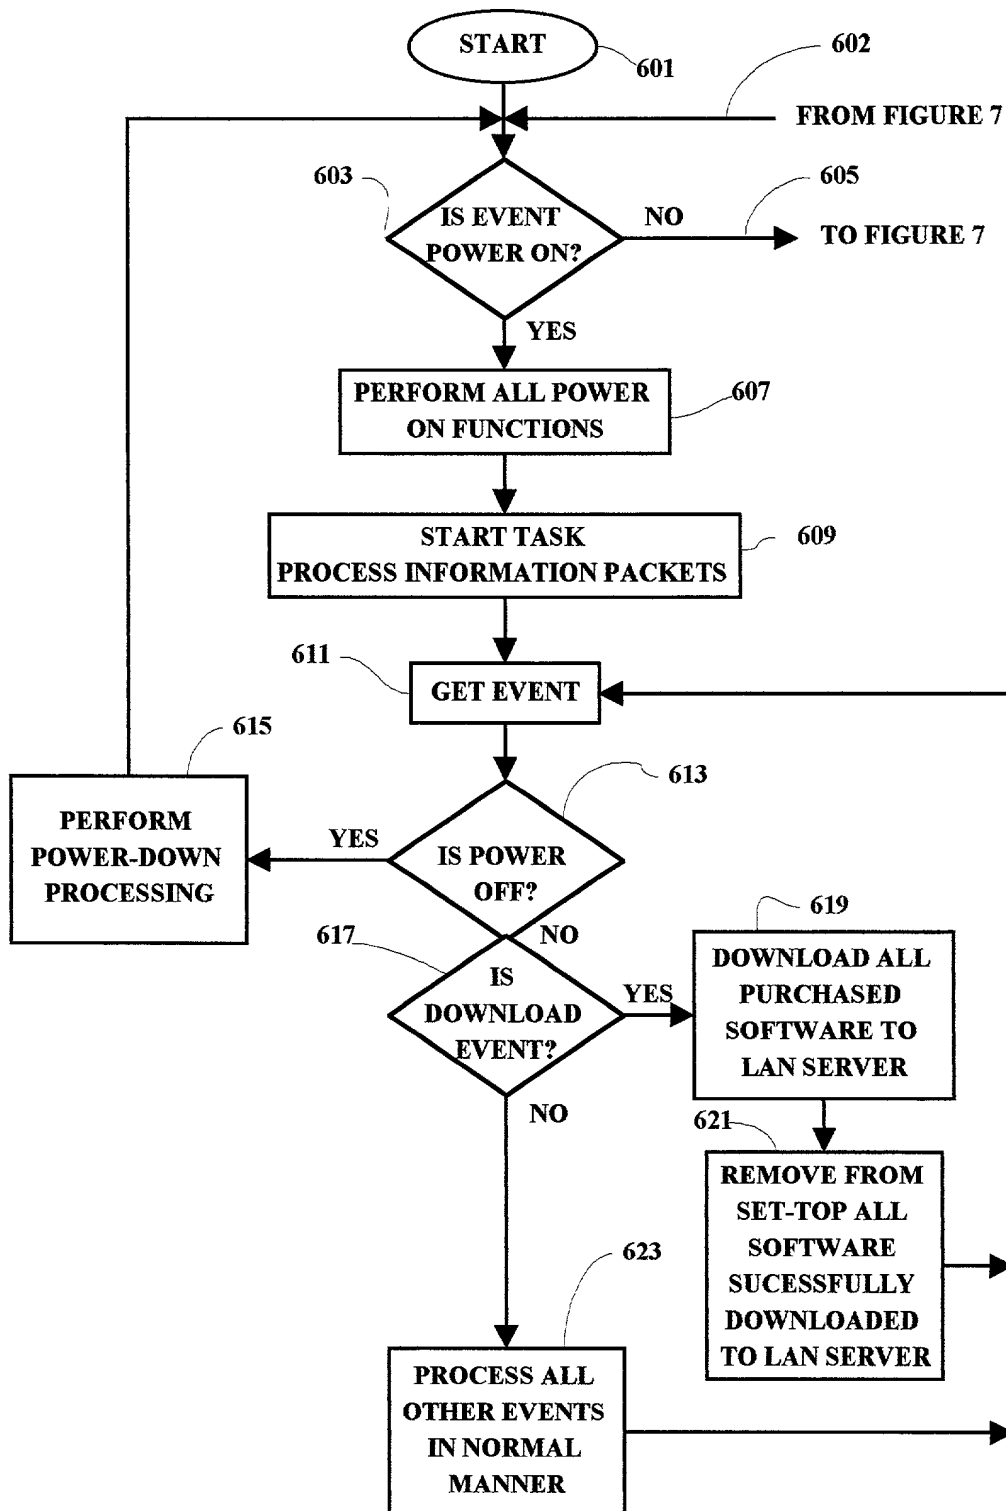 START
601
602
FROM FIGURE 7
603
IS EVENT
POWER ON?
NO
605
TO FIGURE 7
YES
PERFORM ALL POWER
ON FUNCTIONS
607
START TASK
PROCESS INFORMATION PACKETS
609
611
GET EVENT
615
613
PERFORM
POWER-DOWN
PROCESSING
YES
IS POWER
OFF?
NO
617
IS
DOWNLOAD
EVENT?
YES
619
DOWNLOAD ALL
PURCHASED
SOFTWARE TO
LAN SERVER
NO
621
REMOVE FROM
SET-TOP ALL
SOFTWARE
SUCESSFULLY
DOWNLOADED
TO LAN SERVER
623
PROCESS ALL
OTHER EVENTS
IN NORMAL
MANNER